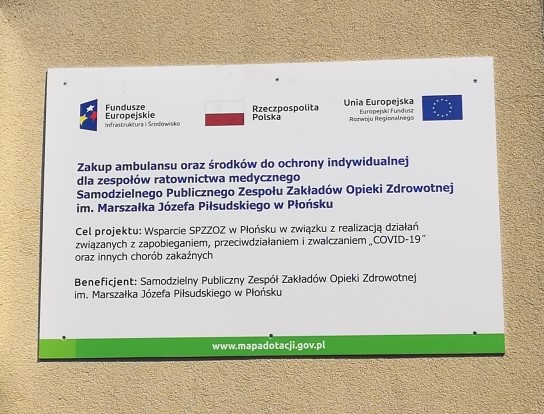 Fundusze
Europejskie
Infrastruktura i Środowisko
Rzeczpospolita
Polska
Unia Europejska
Europejski Fundusz
Rozwoju Regionalnego
Zakup ambulansu oraz środków do ochrony indywidualnej
dla zespołów ratownictwa medycznego
Samodzielnego Publicznego Zespołu Zakładów Opieki Zdrowotnej
im. Marszałka Józefa Piłsudskiego w Płońsku
Cel projektu: Wsparcie SPZZOZ w Płońsku w związku z realizacją działań
związanych z zapobieganiem, przeciwdziałaniem i zwalczaniem „COVID-19”
oraz innych chorób zakaźnych
Beneficjent: Samodzielny Publiczny Zespół Zakładów Opieki Zdrowotnej
im. Marszałka Józefa Piłsudskiego w Płońsku
www.mapadotacji.gov.pl